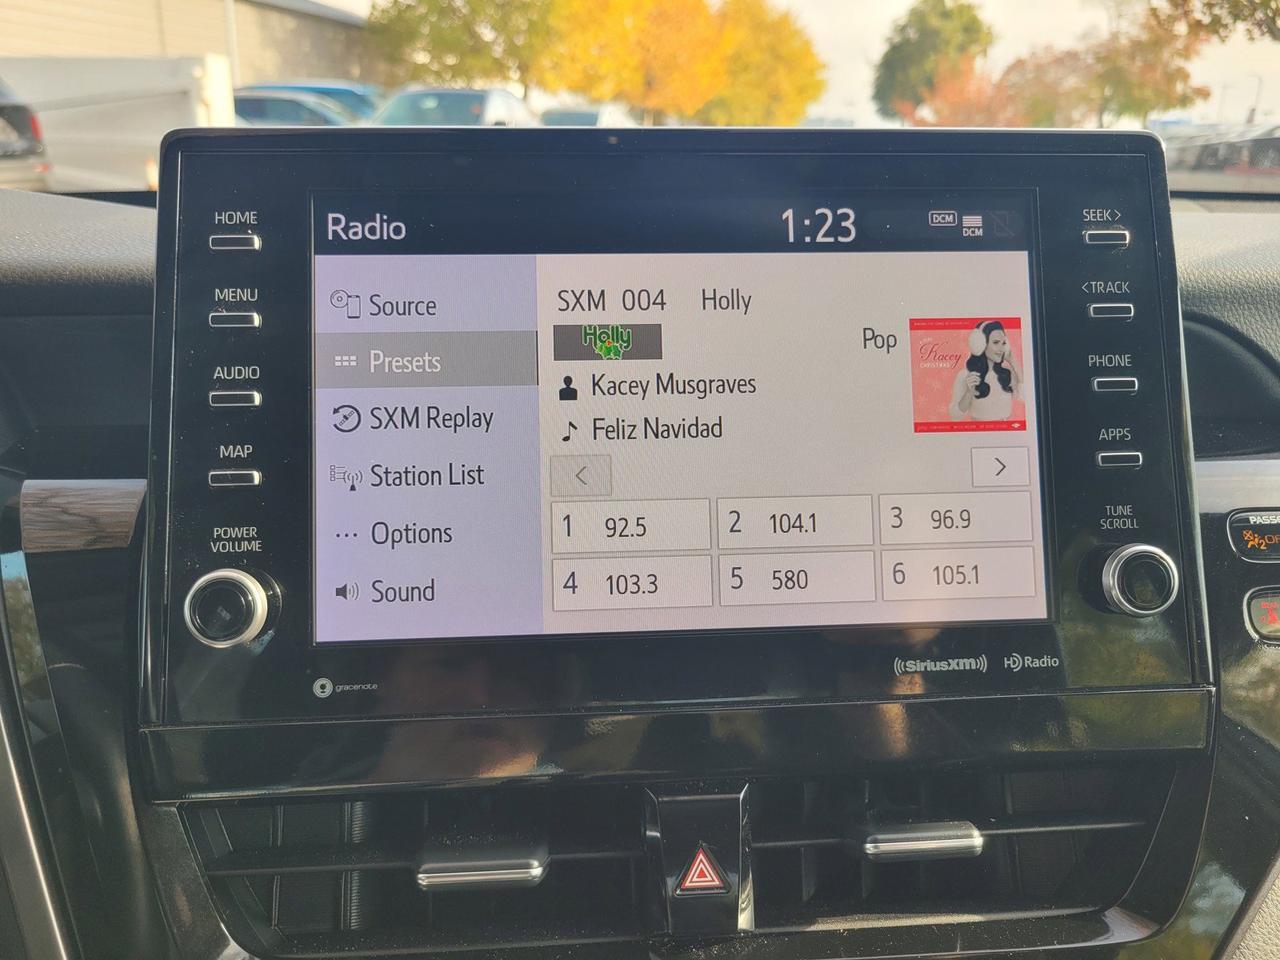 HOME
MENU
AUDIO
MAP
POWER
VOLUME
Radio
1:23
DCM
DCM
Source
Presets
SXM Replay
Station List
Options
Sound
SXM 004 Holly
Holly
Pop
Kacey Musgraves
Feliz Navidad
Kacey
CHRISTMAS
<
>
1 92.5
2 104.1
3 96.9
4 103.3
5 580
6 105.1
SEEK >
< TRACK
PHONE
APPS
TUNE
SCROLL
gracenote
((SiriusXM))
HD Radio